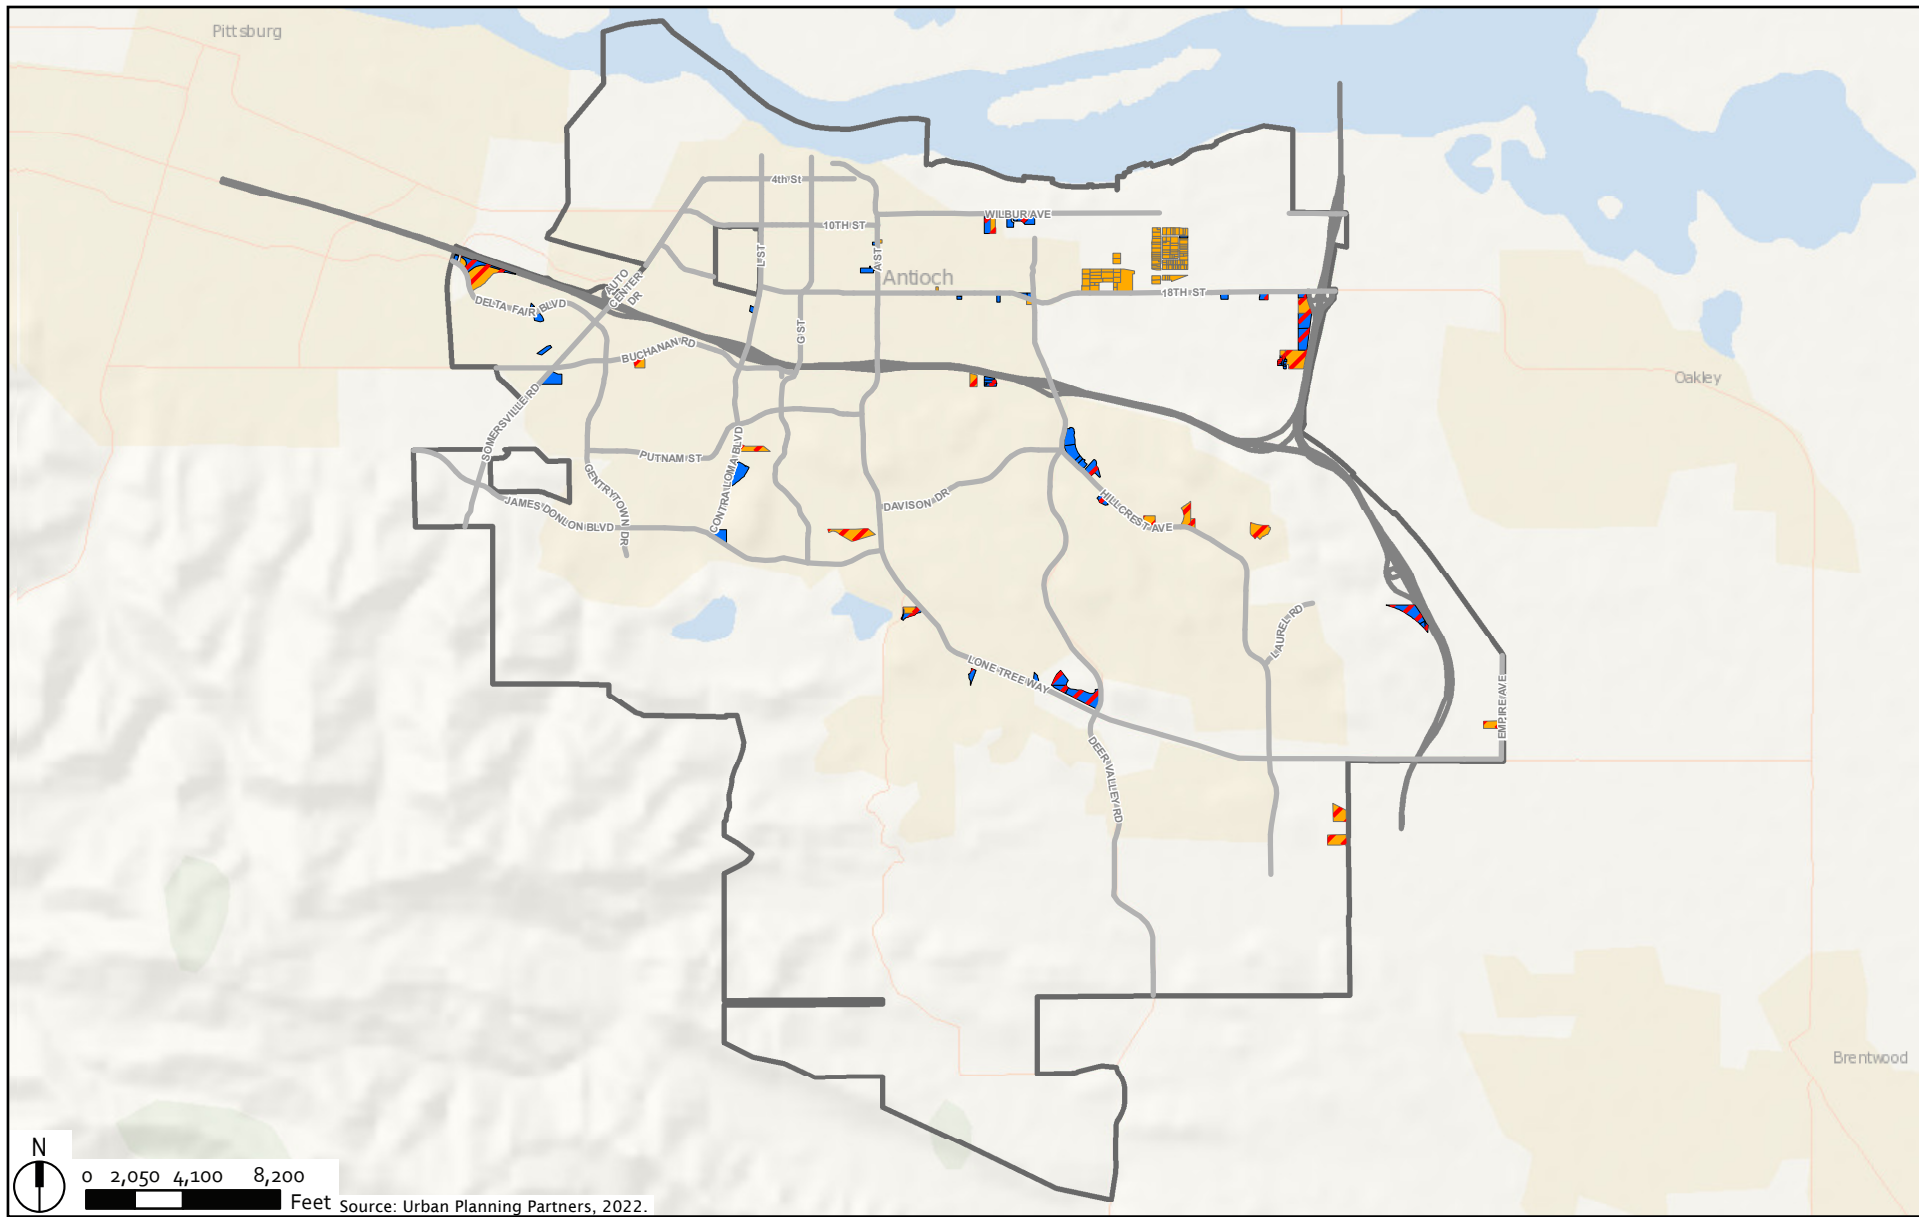 Pittsburg
4th St
WILBUR AVE
10TH ST
L ST
A ST
Antioch
AUTO
CENTER
DR
DELTA FAIR BLVD
18TH ST
G ST
BUCHANAN RD
Oakley
SOMERSVILLE RD
PUTNAM ST
CONTRA LOMA BLVD
GENTRYTOWN DR
JAMES DONLON BLVD
DAVISON DR
HILLCREST AVE
LAUREL RD
LONE TREE WAY
EMPIRE AVE
DEER VALLEY RD
Brentwood
N
0 2,050 4,100 8,200
Feet
Source: Urban Planning Partners, 2022.